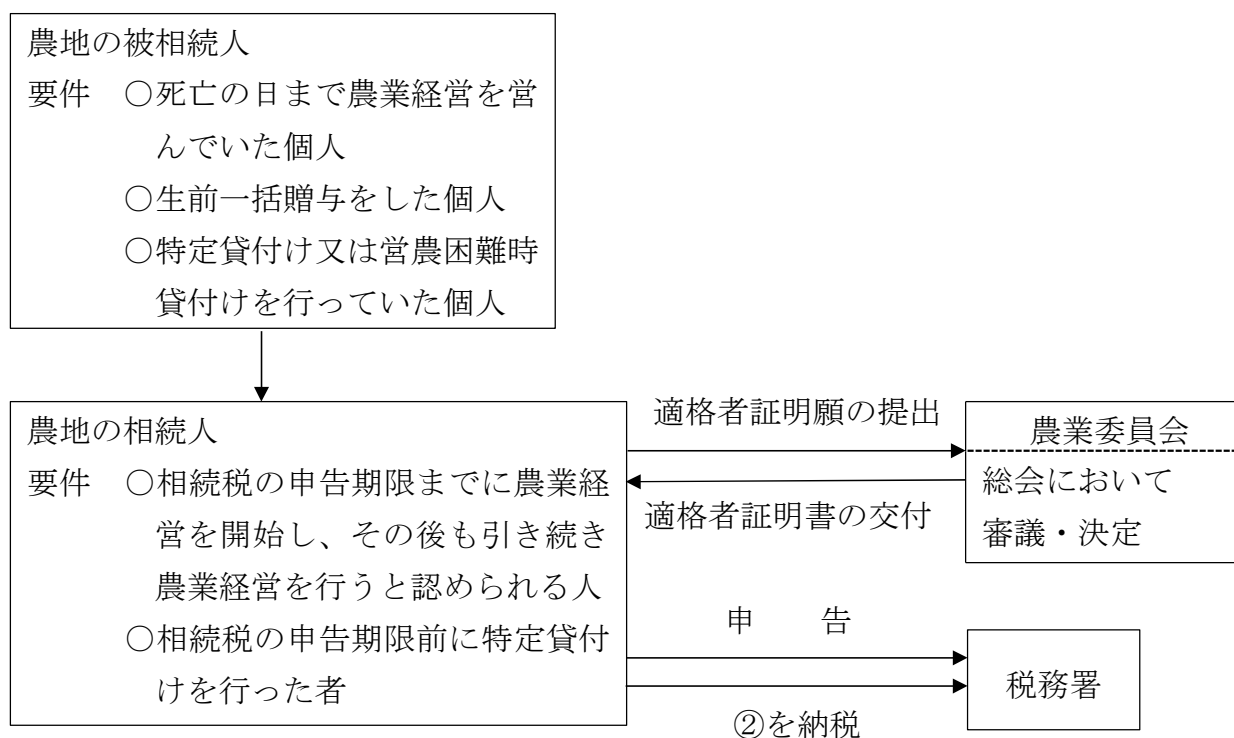 農地の被相続人
要件 ○死亡の日まで農業経営を営
んでいた個人
○生前一括贈与をした個人
○特定貸付け又は営農困難時
貸付けを行っていた個人
農地の相続人
要件 ○相続税の申告期限までに農業経
営を開始し、その後も引き続き
農業経営を行うと認められる人
○相続税の申告期限前に特定貸付
けを行った者
適格者証明願の提出
適格者証明書の交付
農業委員会
総会において
審議・決定
申 告
②を納税
税務署